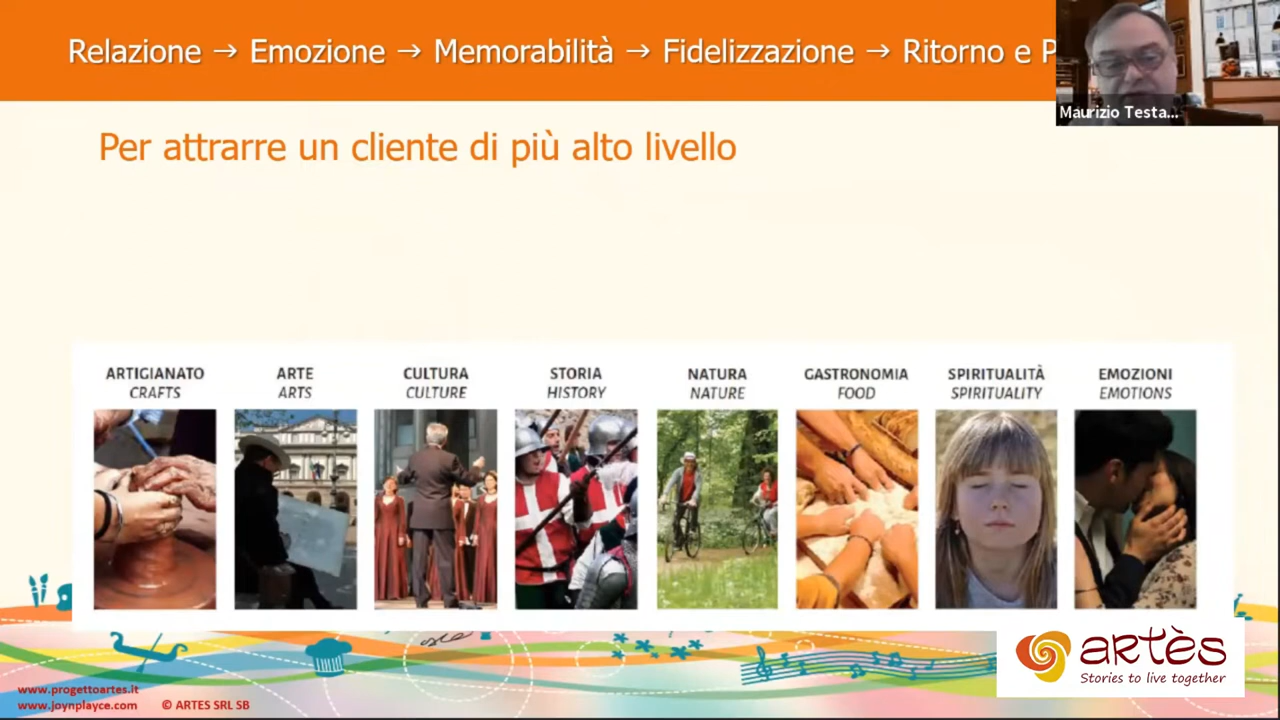 Relazione → Emozione → Memorabilità → Fidelizzazione → Ritorno e P
Maurizio Testa...
Per attrarre un cliente di più alto livello
ARTIGIANATO
CRAFTS
ARTE
ARTS
CULTURA
CULTURE
STORIA
HISTORY
NATURA
NATURE
GASTRONOMIA
FOOD
SPIRITUALITÀ
SPIRITUALITY
EMOZIONI
EMOTIONS
artès
Stories to live together
www.progettoartes.it
www.joynplayce.com © ARTES SRL SB